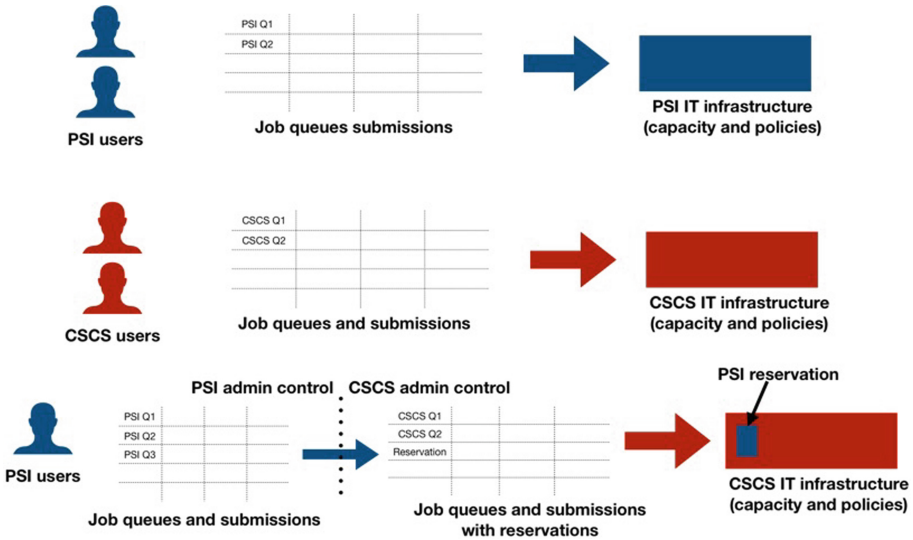 PSI Q1
PSI Q2
PSI users
Job queues submissions
PSI IT infrastructure
(capacity and policies)
CSCS Q1
CSCS Q2
CSCS users
Job queues and submissions
CSCS IT infrastructure
(capacity and policies)
PSI admin control
CSCS admin control
PSI reservation
PSI Q1
PSI Q2
PSI Q3
CSCS Q1
CSCS Q2
Reservation
PSI users
Job queues and submissions
Job queues and submissions
with reservations
CSCS IT infrastructure
(capacity and policies)